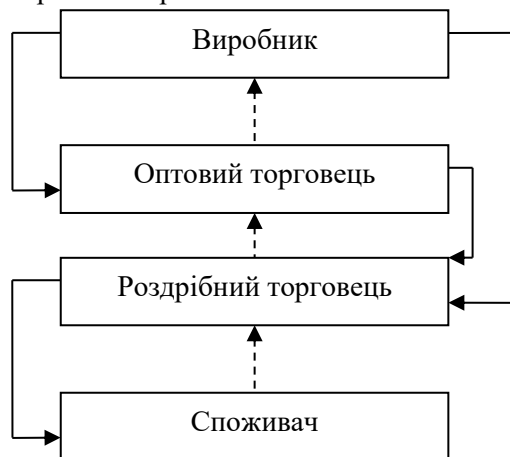 Виробник
Оптовий торговець
Роздрібний торговець
Споживач